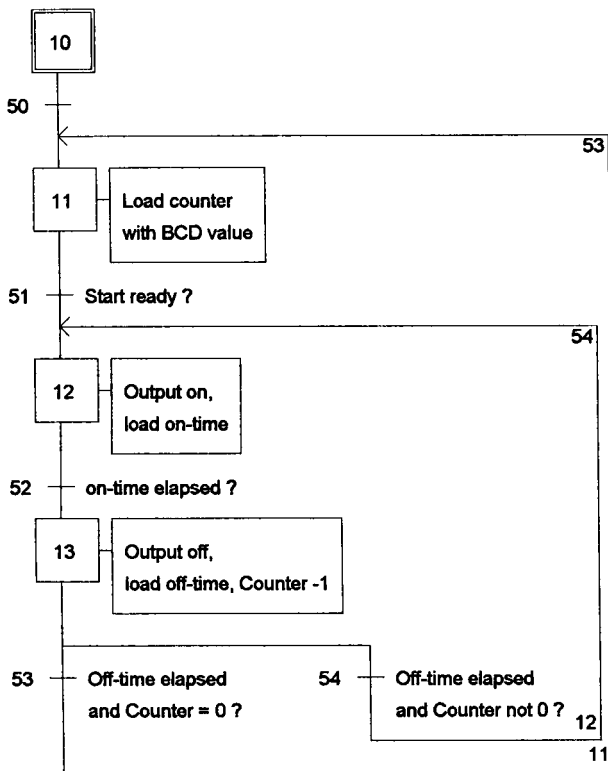 10
50
53
11
Load counter
with BCD value
51
Start ready ?
54
12
Output on,
load on-time
52
on-time elapsed ?
13
Output off,
load off-time, Counter -1
53
Off-time elapsed
and Counter = 0 ?
54
Off-time elapsed
and Counter not 0 ?
12
11